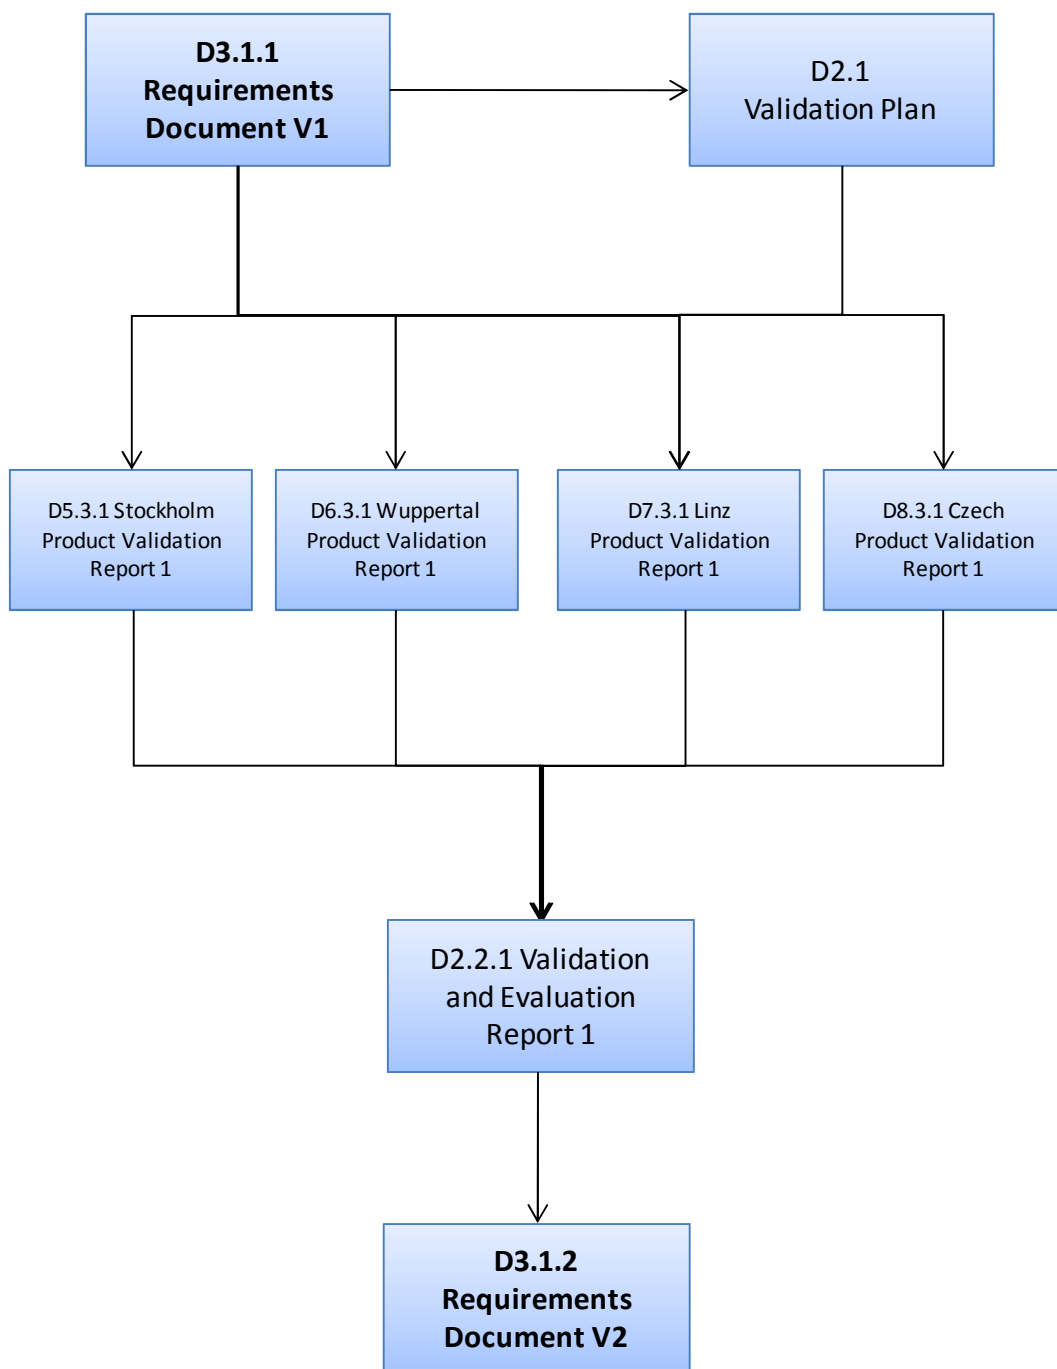 D3.1.1
Requirements
Document V1
D2.1
Validation Plan
D5.3.1 Stockholm
Product Validation
Report 1
D6.3.1 Wuppertal
Product Validation
Report 1
D7.3.1 Linz
Product Validation
Report 1
D8.3.1 Czech
Product Validation
Report 1
D2.2.1 Validation
and Evaluation
Report 1
D3.1.2
Requirements
Document V2